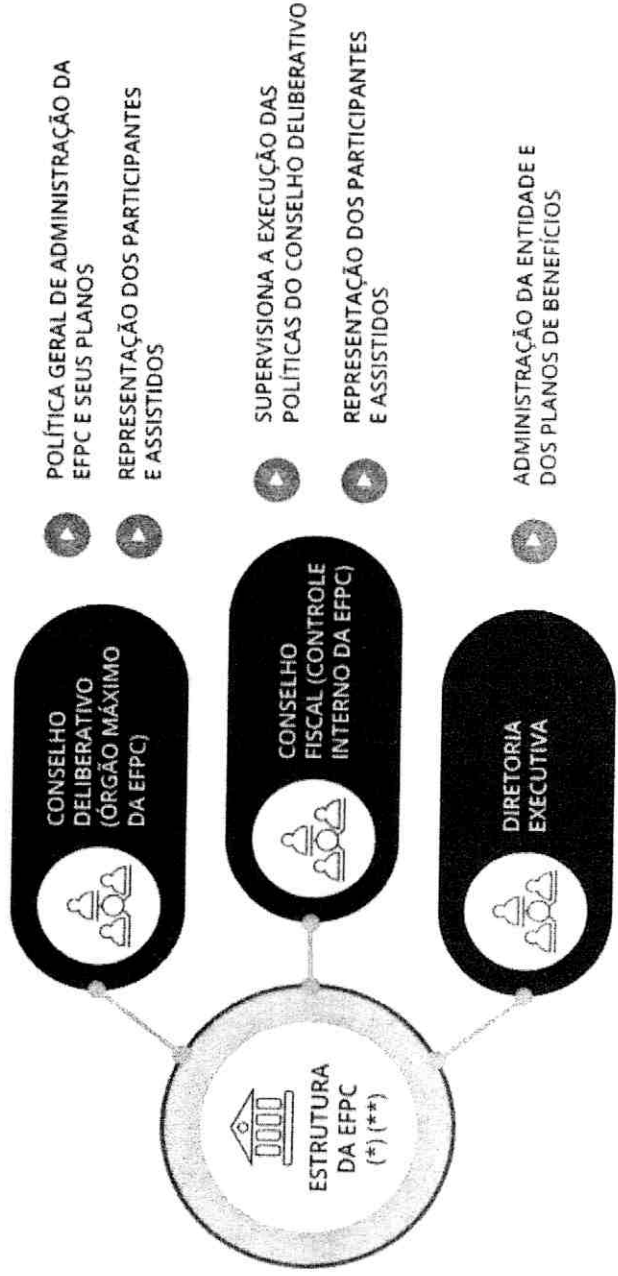 ESTRUTURA
DA EFPC
(*) (**)
CONSELHO
DELIBERATIVO
(ÓRGÃO MÁXIMO
DA EFPC)
POLÍTICA GERAL DE ADMINISTRAÇÃO DA
EFPC E SEUS PLANOS
REPRESENTAÇÃO DOS PARTICIPANTES
E ASSISTIDOS
CONSELHO
FISCAL (CONTROLE
INTERNO DA EFPC)
SUPERVISIONA A EXECUÇÃO DAS
POLÍTICAS DO CONSELHO DELIBERATIVO
REPRESENTAÇÃO DOS PARTICIPANTES
E ASSISTIDOS
DIRETORIA
EXECUTIVA
ADMINISTRAÇÃO DA ENTIDADE E
DOS PLANOS DE BENEFÍCIOS